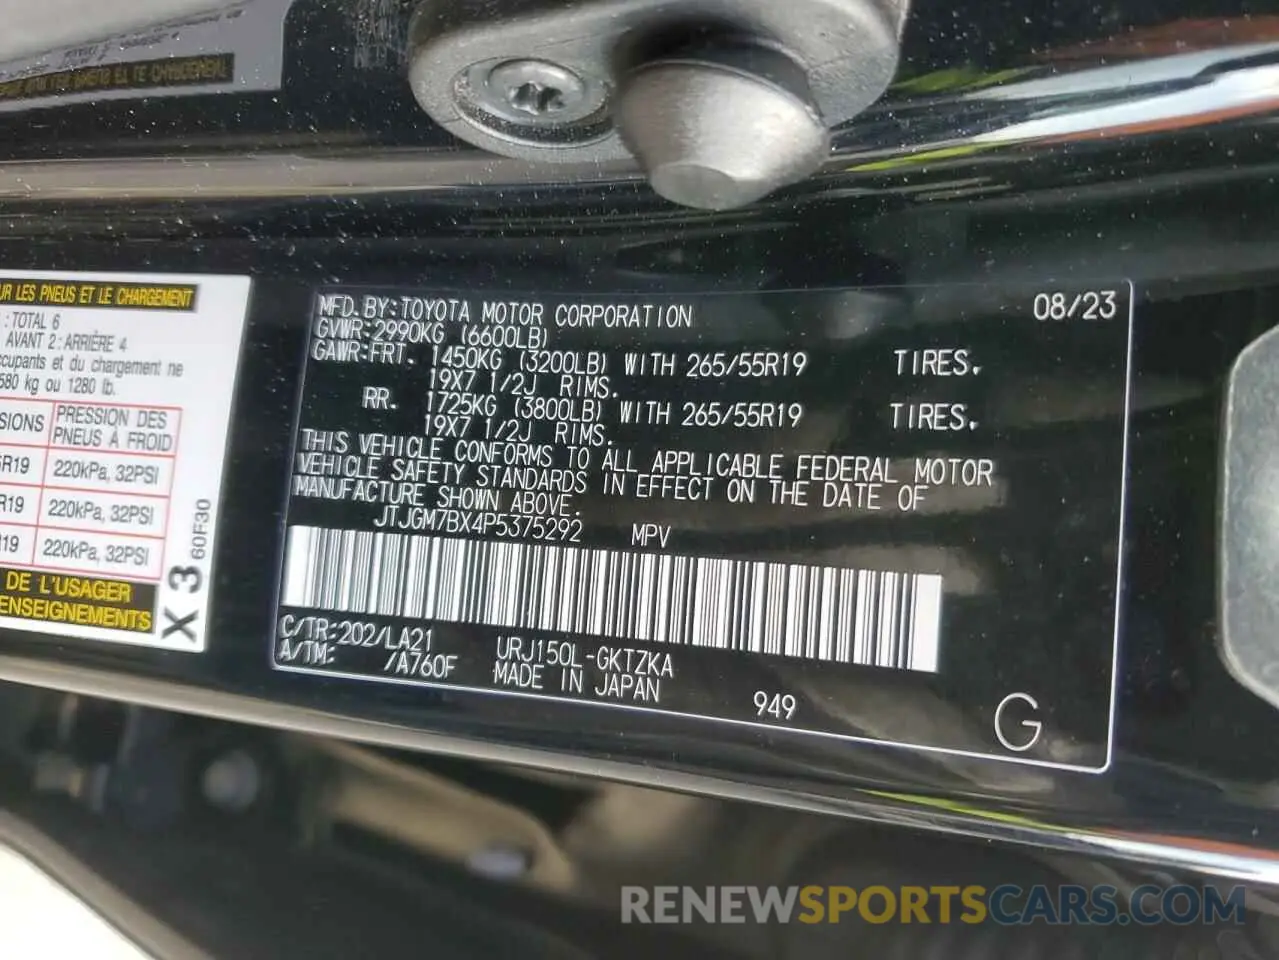 UR LES PNEUS ET LE CHARGEMENT
: TOTAL 6
AVANT 2: ARRIÈRE 4
ccupants et du chargement ne
580 kg ou 1280 lb.
SIONS PRESSION DES
PNEUS À FROID
R19 220kPa, 32PSI
R19 220kPa, 32PSI
19 220kPa, 32PSI
DE L'USAGER
ENSEIGNEMENTS
X 3 60F30
MFD. BY: TOYOTA MOTOR CORPORATION 08/23
GVWR: 2990KG (6600LB)
GAWR: FRT. 1450KG (3200LB) WITH 265/55R19 TIRES.
19X7 1/2J RIMS.
RR. 1725KG (3800LB) WITH 265/55R19 TIRES.
19X7 1/2J RIMS.
THIS VEHICLE CONFORMS TO ALL APPLICABLE FEDERAL MOTOR
VEHICLE SAFETY STANDARDS IN EFFECT ON THE DATE OF
MANUFACTURE SHOWN ABOVE.
JTJGM7BX4P5375292 MPV
C/TR: 202/LA21 URJ150L-GKTZKA
A/TM: /A760F MADE IN JAPAN
949
G
RENEWSPORTSCARS.COM